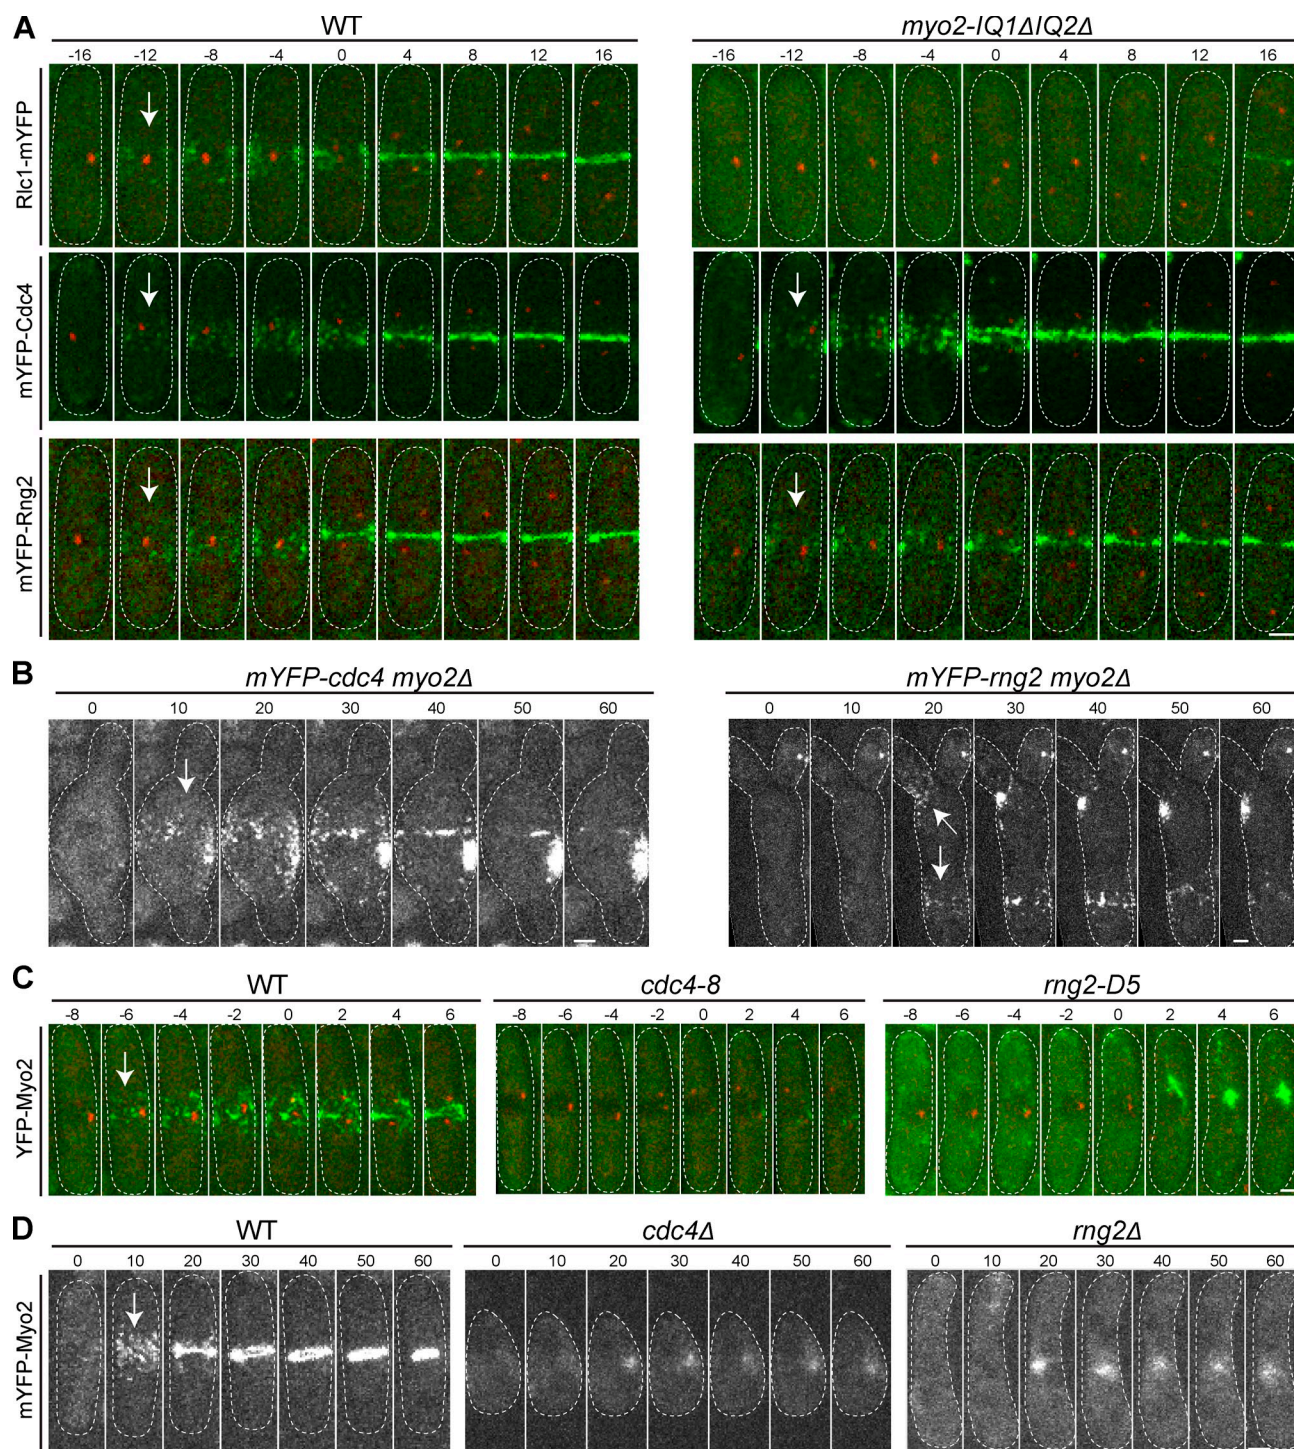 A
WT
myo2-IQ1ΔIQ2Δ
-16 -12 -8 -4 0 4 8 12 16
-16 -12 -8 -4 0 4 8 12 16
Rlc1-mYFP
mYFP-Cdc4
mYFP-Rng2
B
mYFP-cdc4 myo2Δ
mYFP-rng2 myo2Δ
0 10 20 30 40 50 60
0 10 20 30 40 50 60
C
WT
cdc4-8
rng2-D5
-8 -6 -4 -2 0 2 4 6
-8 -6 -4 -2 0 2 4 6
-8 -6 -4 -2 0 2 4 6
YFP-Myo2
D
WT
cdc4Δ
rng2Δ
0 10 20 30 40 50 60
0 10 20 30 40 50 60
0 10 20 30 40 50 60
mYFP-Myo2